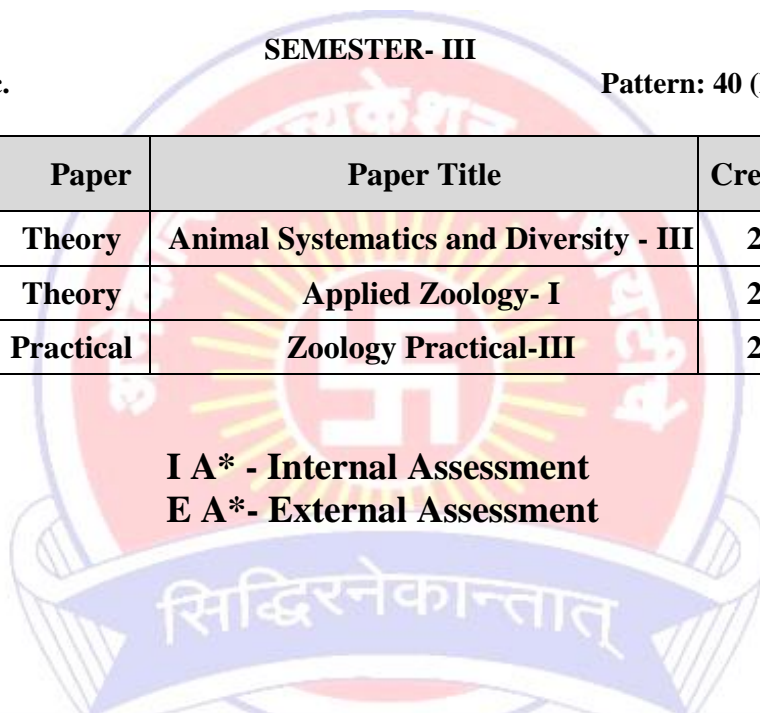 SEMESTER- III
Pattern: 40 (
Paper Paper Title Cre
Theory Animal Systematics and Diversity - III 2
Theory Applied Zoology- I 2
Practical Zoology Practical-III 2
I A* - Internal Assessment
E A*- External Assessment
सिद्धिरनेकान्तात्